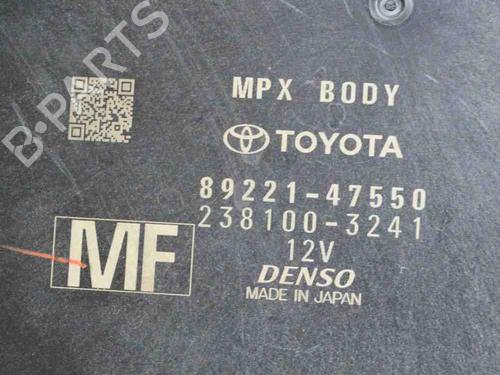 B-PARTS
MPX BODY
TOYOTA
89221-47550
238100-3241
12V
DENSO
MADE IN JAPAN
MF